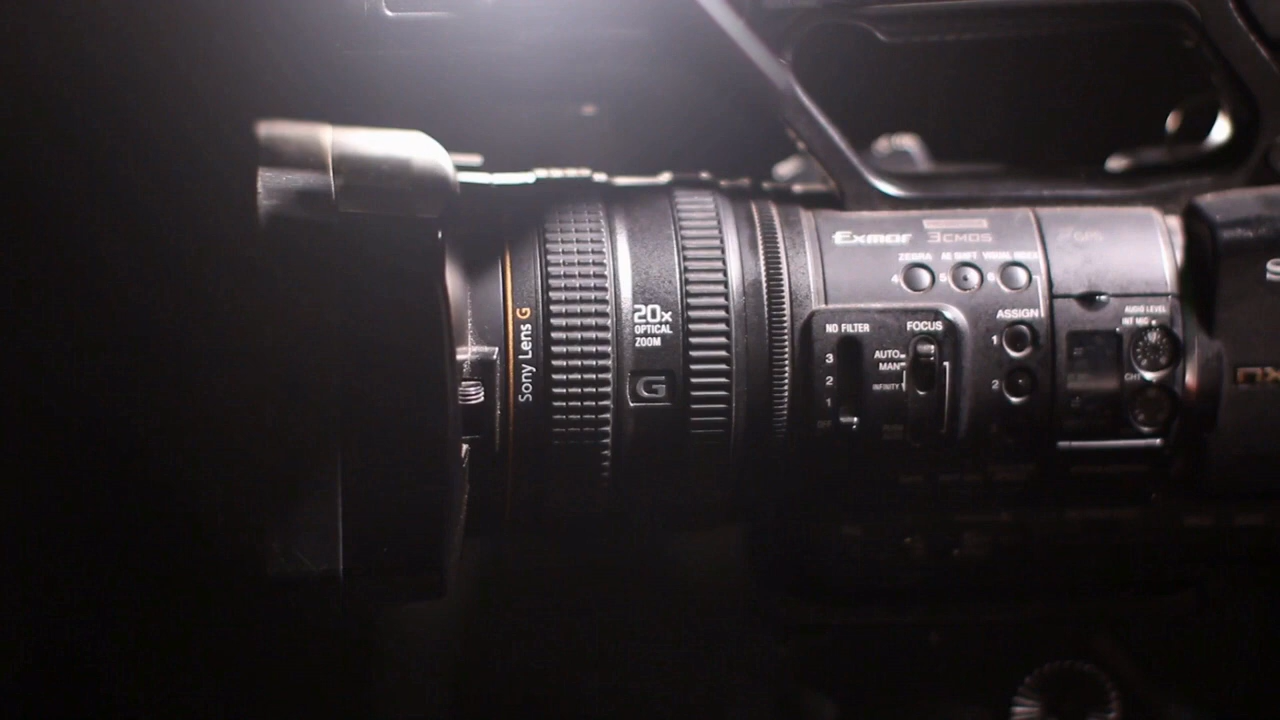 Sony Lens G
20x
OPTICAL
ZOOM
G
Exmor 3CMOS
GPS
ZEBRA AE SHIFT VISUAL INDEX
4 5 6
ASSIGN
1
2
ND FILTER
3
2
1
FOCUS
AUTO
MAN
INFINITY
AUDIO LEVEL
INT MIC
CH1